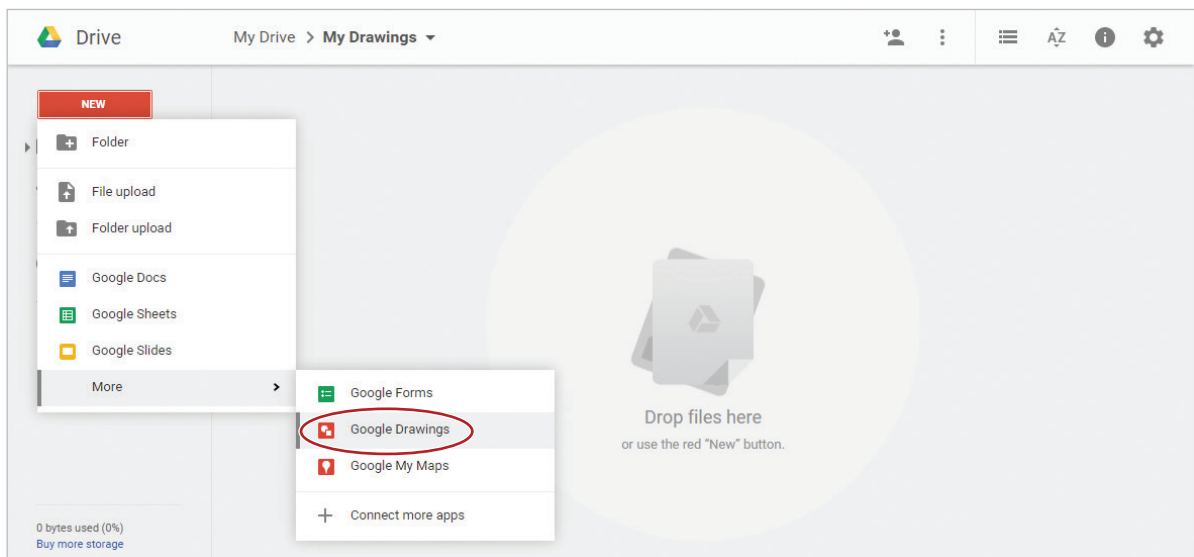 Drive
My Drive > My Drawings
AZ
NEW
Folder
File upload
Folder upload
Google Docs
Google Sheets
Google Slides
More
Google Forms
Google Drawings
Google My Maps
Connect more apps
Drop files here
or use the red "New" button.
0 bytes used (0%)
Buy more storage